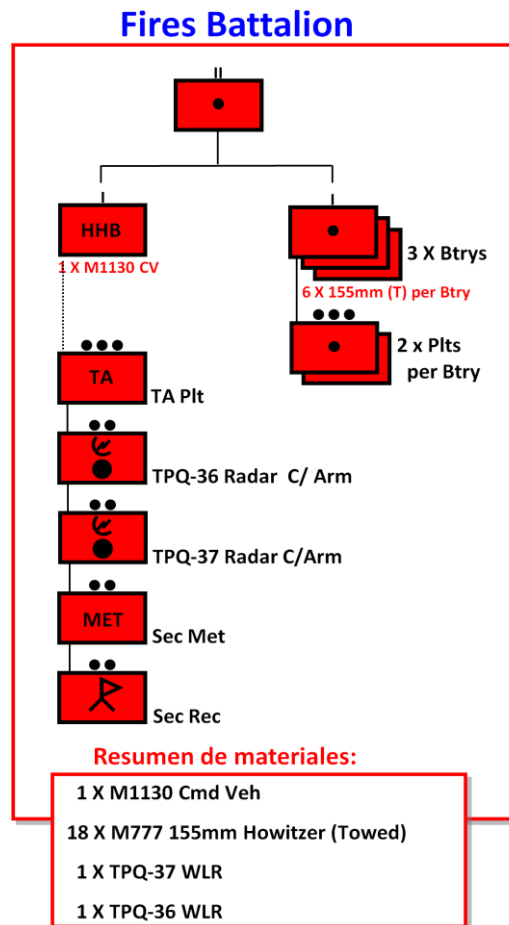 Fires Battalion
HHB
1 X M1130 CV
3 X Btrys
6 X 155mm (T) per Btry
2 x Plts
per Btry
TA
TA Plt
TPQ-36 Radar C/ Arm
TPQ-37 Radar C/Arm
MET
Sec Met
Sec Rec
Resumen de materiales:
1 X M1130 Cmd Veh
18 X M777 155mm Howitzer (Towed)
1 X TPQ-37 WLR
1 X TPQ-36 WLR